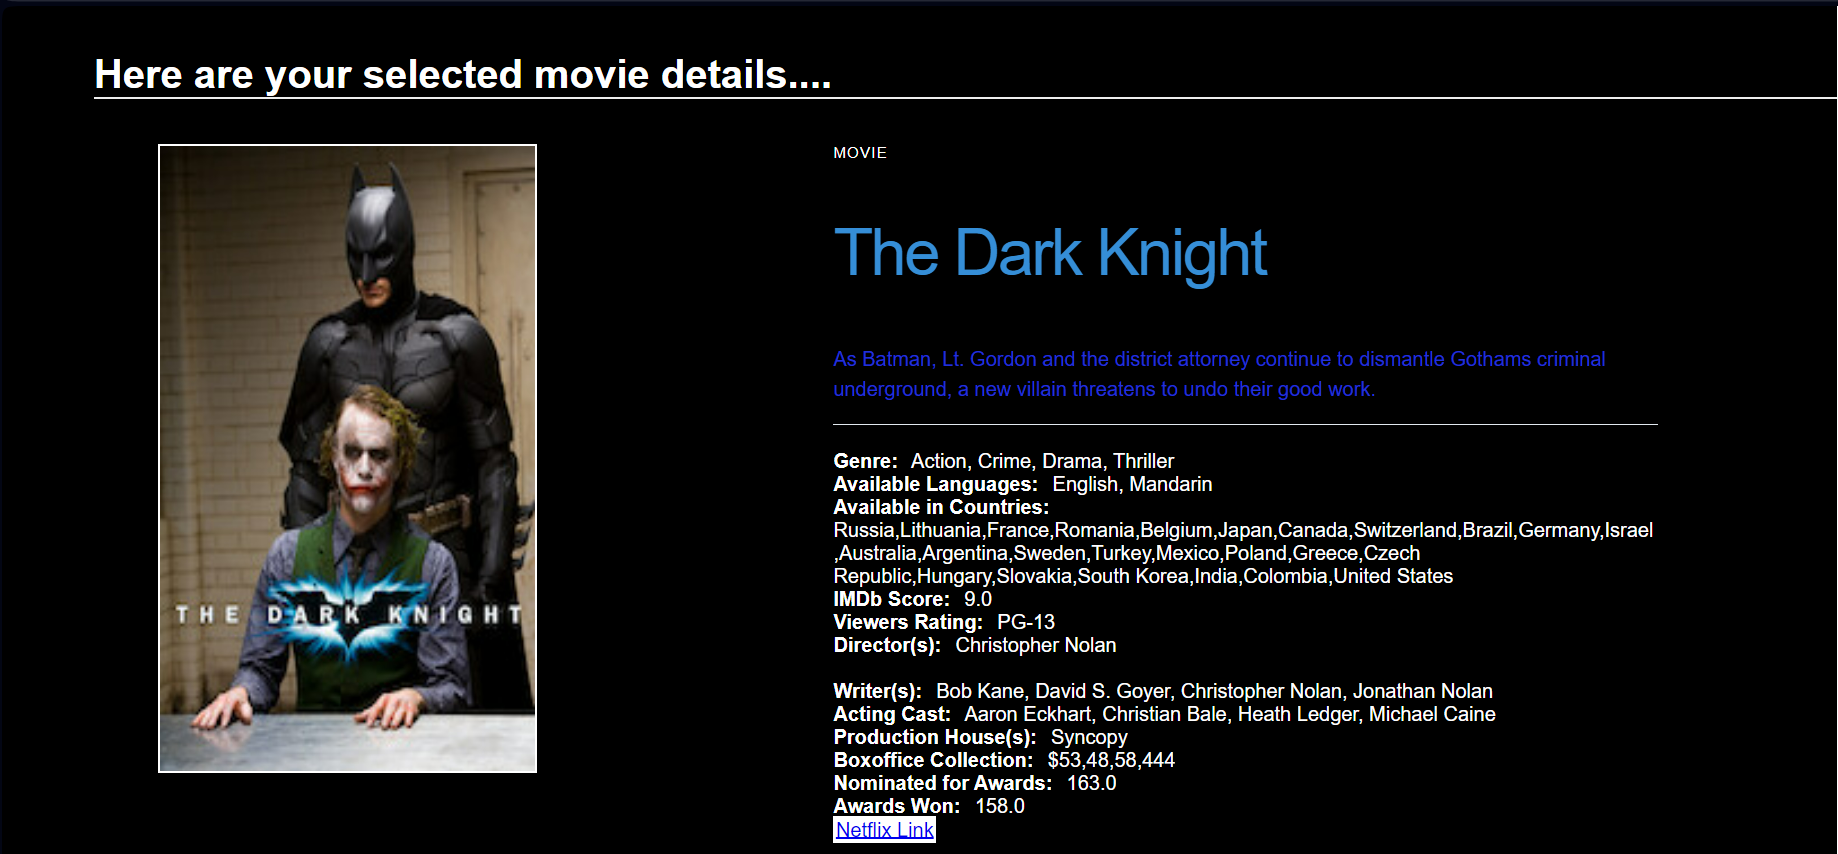 Here are your selected movie details....
THE DARK KNIGHT
MOVIE
The Dark Knight
As Batman, Lt. Gordon and the district attorney continue to dismantle Gothams criminal
underground, a new villain threatens to undo their good work.
Genre: Action, Crime, Drama, Thriller
Available Languages: English, Mandarin
Available in Countries:
Russia,Lithuania,France,Romania,Belgium,Japan,Canada,Switzerland,Brazil,Germany,Israel
,Australia,Argentina,Sweden,Turkey,Mexico,Poland,Greece,Czech
Republic,Hungary,Slovakia,South Korea,India,Colombia,United States
IMDb Score: 9.0
Viewers Rating: PG-13
Director(s): Christopher Nolan
Writer(s): Bob Kane, David S. Goyer, Christopher Nolan, Jonathan Nolan
Acting Cast: Aaron Eckhart, Christian Bale, Heath Ledger, Michael Caine
Production House(s): Syncopy
Boxoffice Collection: $53,48,58,444
Nominated for Awards: 163.0
Awards Won: 158.0
Netflix Link